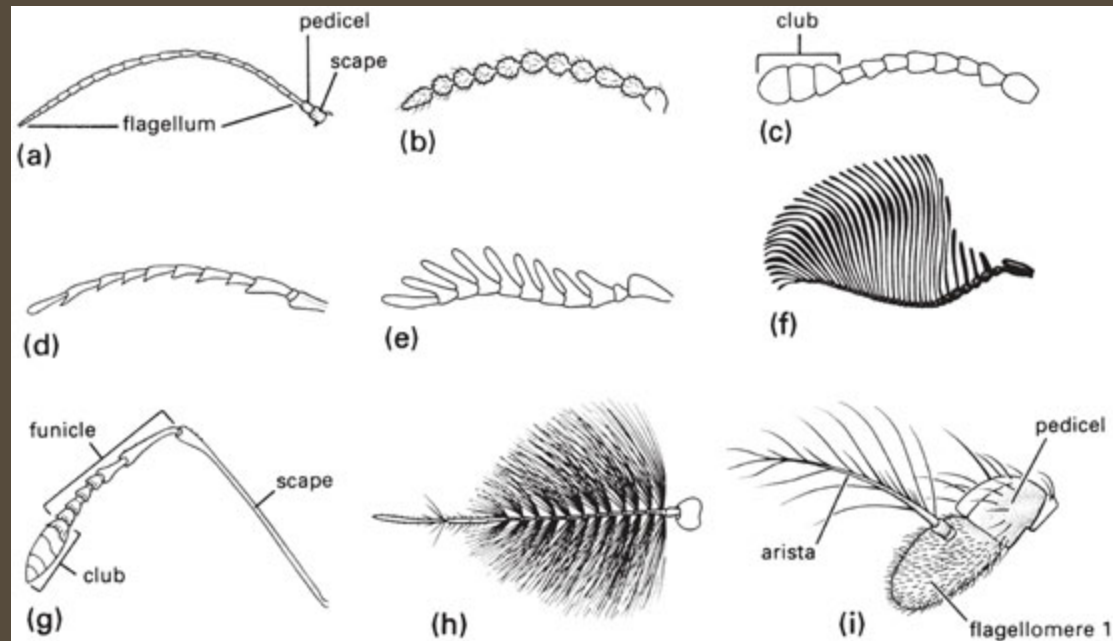 pedicel
scape
flagellum
(a)
(b)
club
(c)
(d)
(e)
(f)
funicle
scape
club
(g)
(h)
pedicel
arista
flagellomere 1
(i)